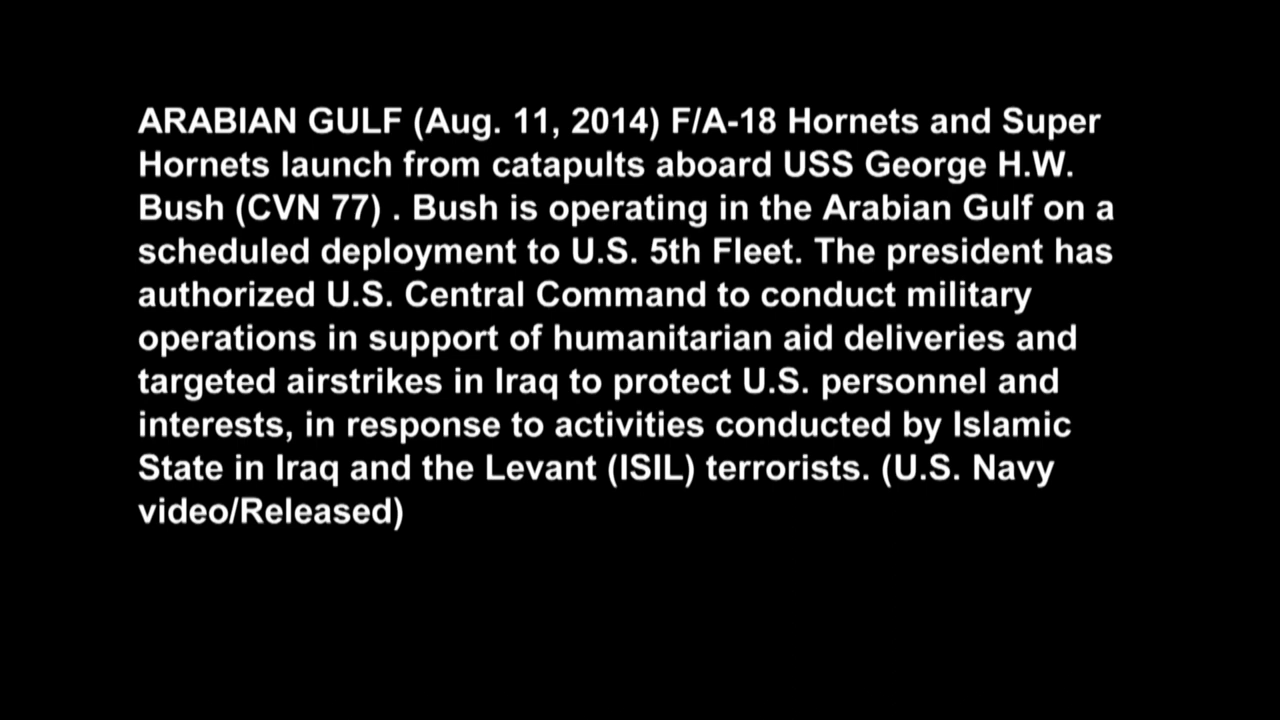 ARABIAN GULF (Aug. 11, 2014) F/A-18 Hornets and Super
Hornets launch from catapults aboard USS George H.W.
Bush (CVN 77) . Bush is operating in the Arabian Gulf on a
scheduled deployment to U.S. 5th Fleet. The president has
authorized U.S. Central Command to conduct military
operations in support of humanitarian aid deliveries and
targeted airstrikes in Iraq to protect U.S. personnel and
interests, in response to activities conducted by Islamic
State in Iraq and the Levant (ISIL) terrorists. (U.S. Navy
video/Released)